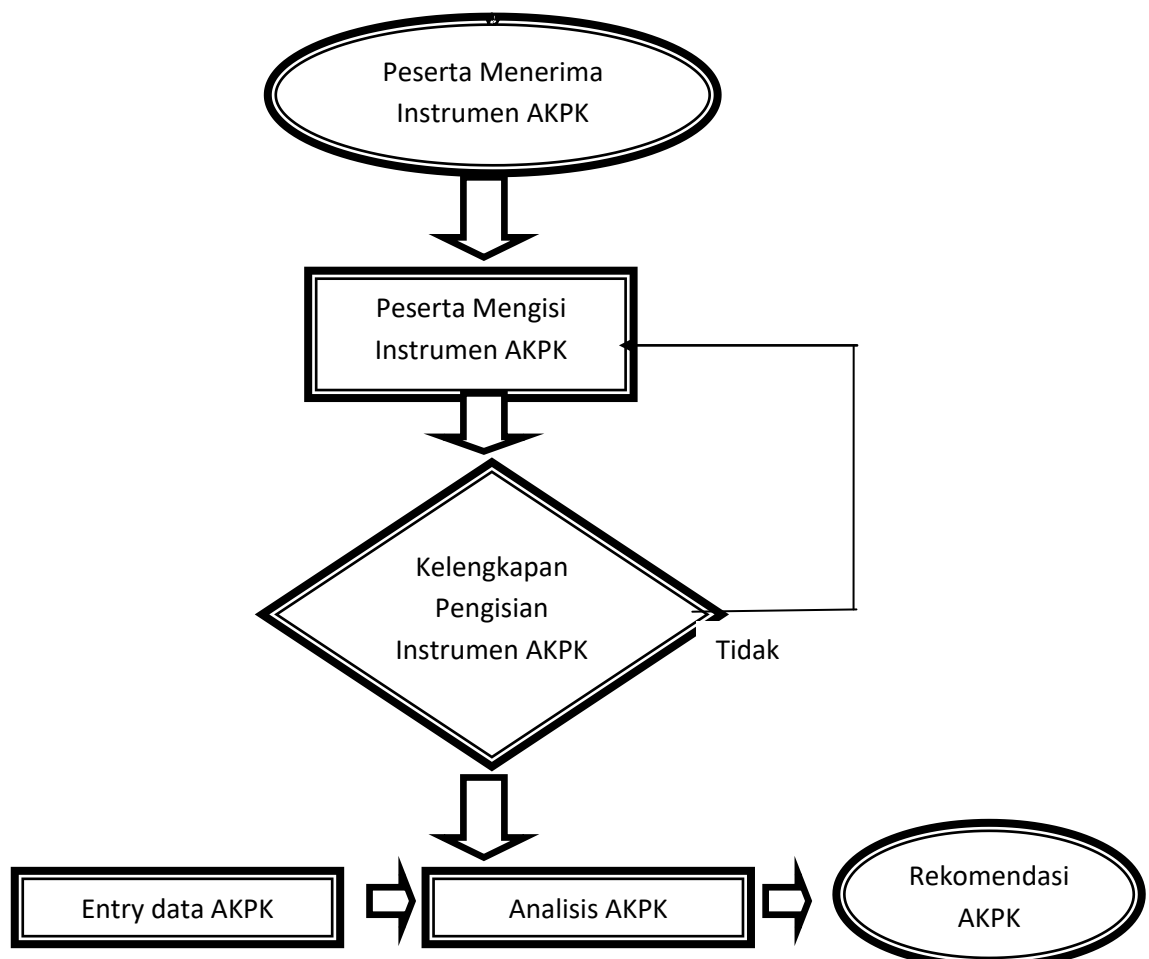 Peserta Menerima
Instrumen AKPK
Peserta Mengisi
Instrumen AKPK
Kelengkapan
Pengisian
Instrumen AKPK
Tidak
Entry data AKPK
Analisis AKPK
Rekomendasi
AKPK